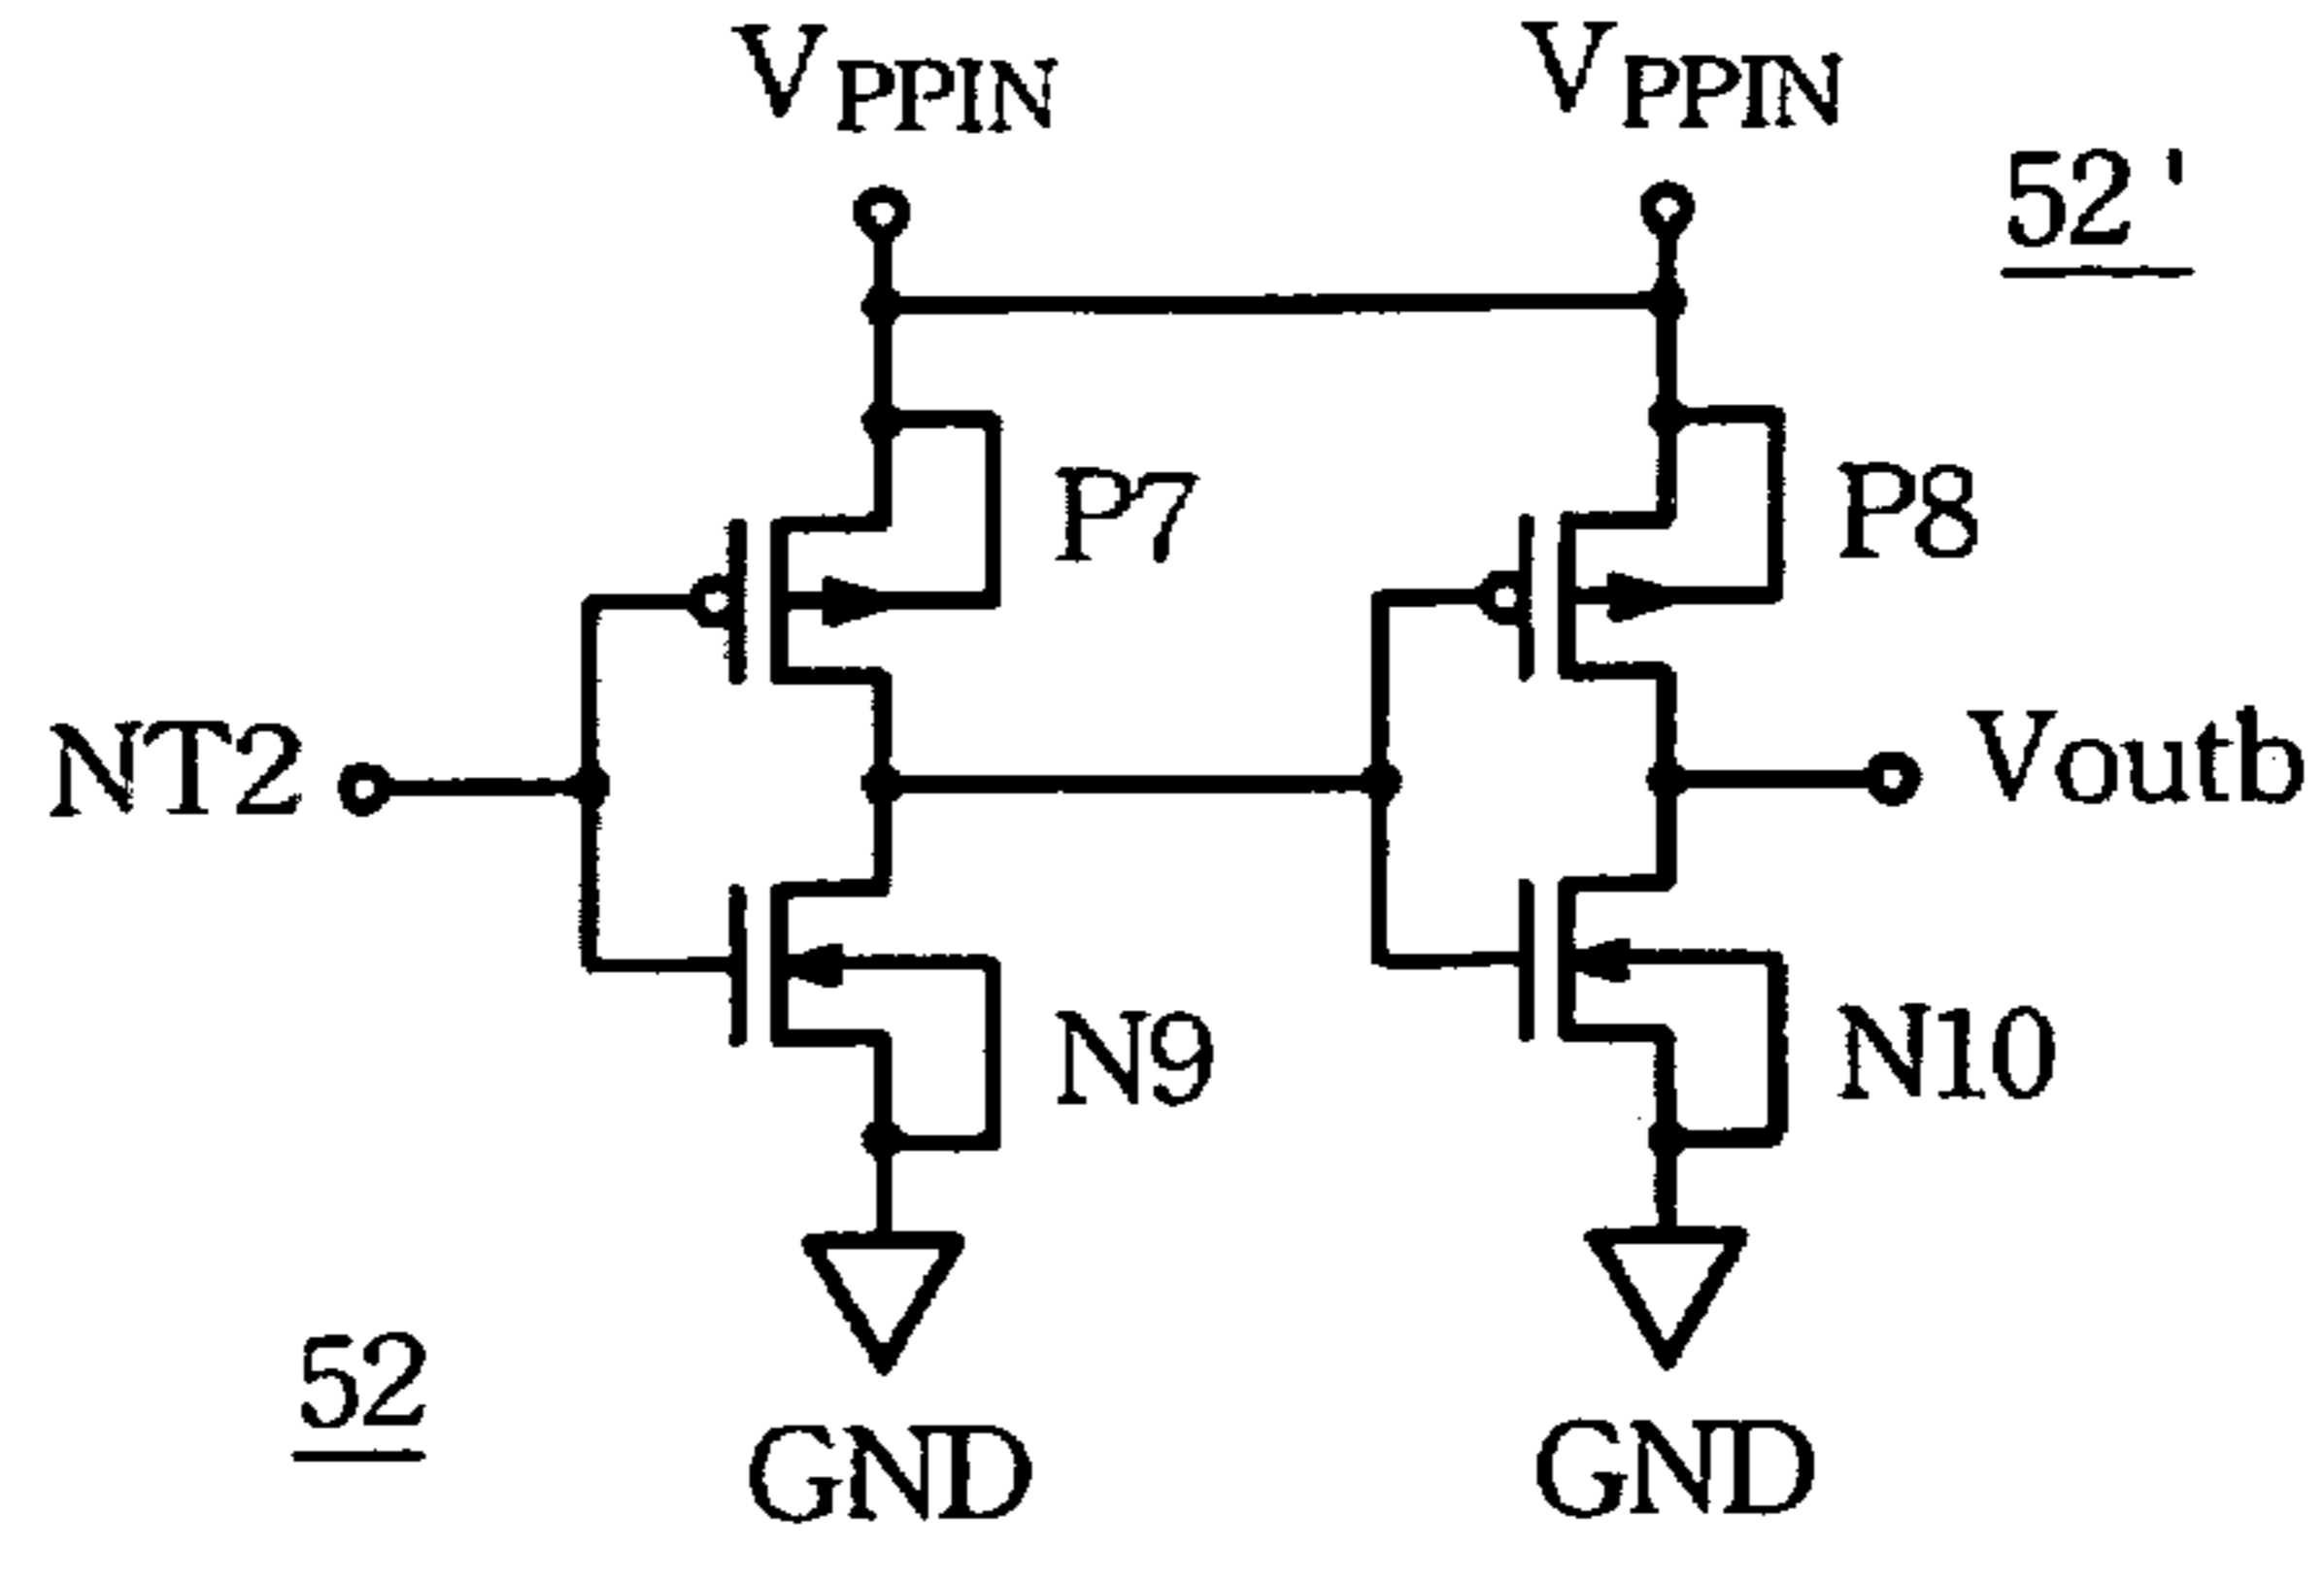 VPPIN VPPIN
52'
P7 P8
NT2 Voutb
N9 N10
52
GND GND